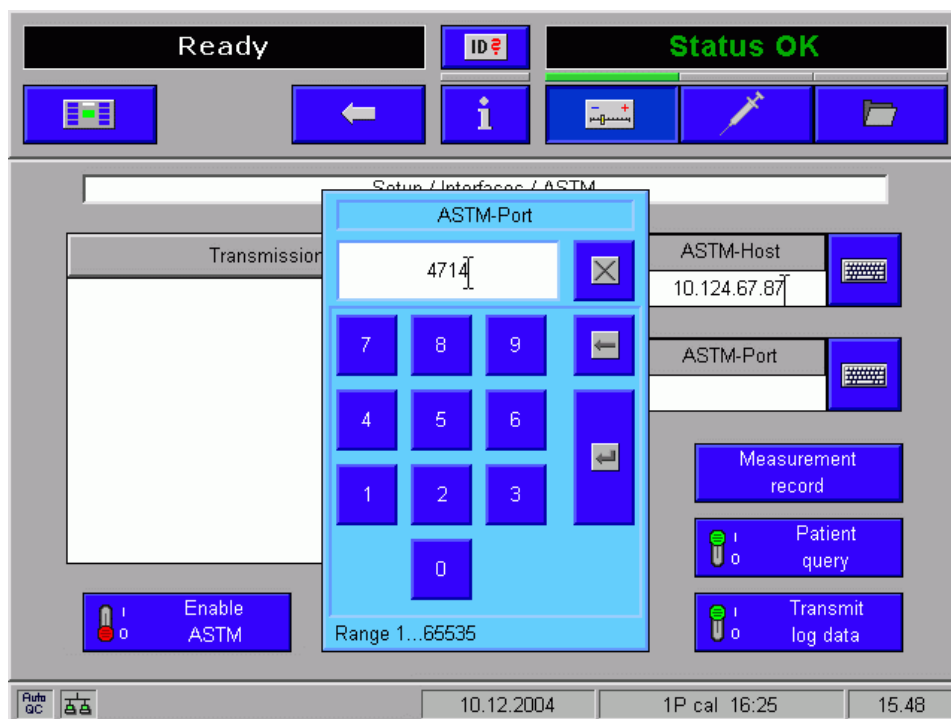 Ready
ID?
Status OK
i
Setup / Interfaces / ASTM
ASTM-Port
4714
Transmission
ASTM-Host
10.124.67.87
7 8 9
ASTM-Port
4 5 6
1 2 3
0
Measurement
record
I
0
Patient
query
I
0
Enable
ASTM
I
0
Transmit
log data
Range 1...65535
Auto
QC
10.12.2004
1P cal 16:25
15.48